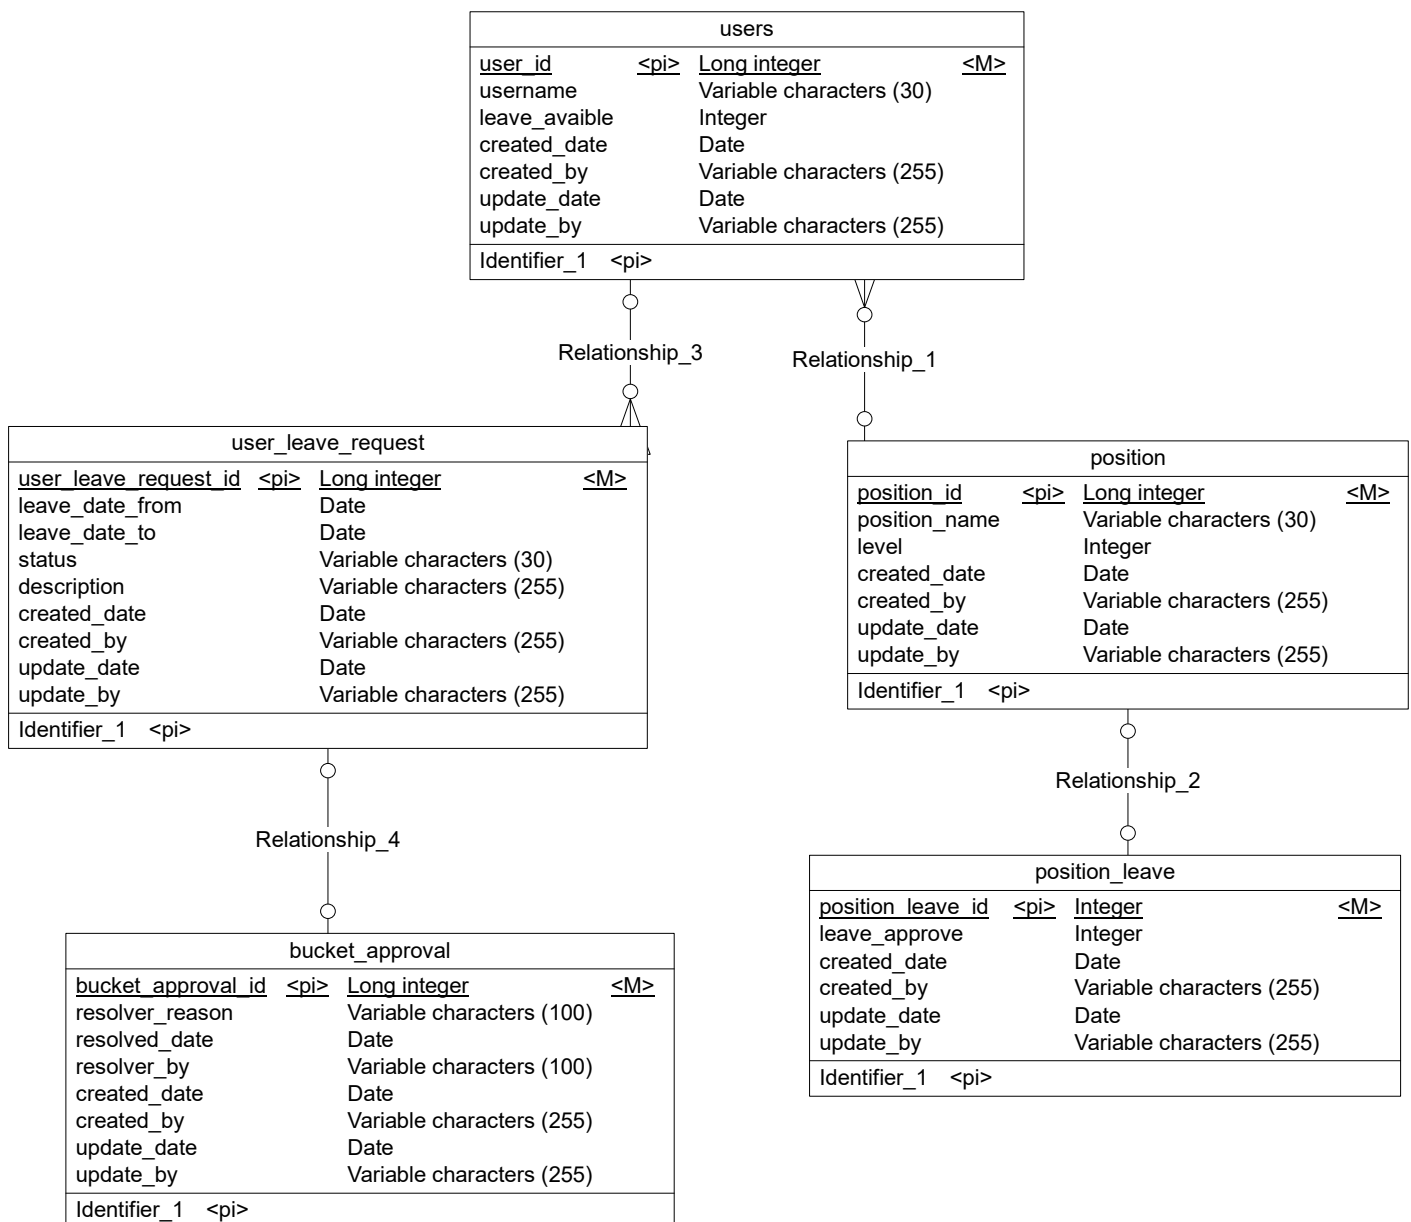 users
user_id <pi> Long integer <M>
username Variable characters (30)
leave_avaible Integer
created_date Date
created_by Variable characters (255)
update_date Date
update_by Variable characters (255)
Identifier_1 <pi>
Relationship_3
Relationship_1
user_leave_request
user_leave_request_id <pi> Long integer <M>
leave_date_from Date
leave_date_to Date
status Variable characters (30)
description Variable characters (255)
created_date Date
created_by Variable characters (255)
update_date Date
update_by Variable characters (255)
Identifier_1 <pi>
position
position_id <pi> Long integer <M>
position_name Variable characters (30)
level Integer
created_date Date
created_by Variable characters (255)
update_date Date
update_by Variable characters (255)
Identifier_1 <pi>
Relationship_2
Relationship_4
position_leave
position_leave_id <pi> Integer <M>
leave_approve Integer
created_date Date
created_by Variable characters (255)
update_date Date
update_by Variable characters (255)
Identifier_1 <pi>
bucket_approval
bucket_approval_id <pi> Long integer <M>
resolver_reason Variable characters (100)
resolved_date Date
resolver_by Variable characters (100)
created_date Date
created_by Variable characters (255)
update_date Date
update_by Variable characters (255)
Identifier_1 <pi>